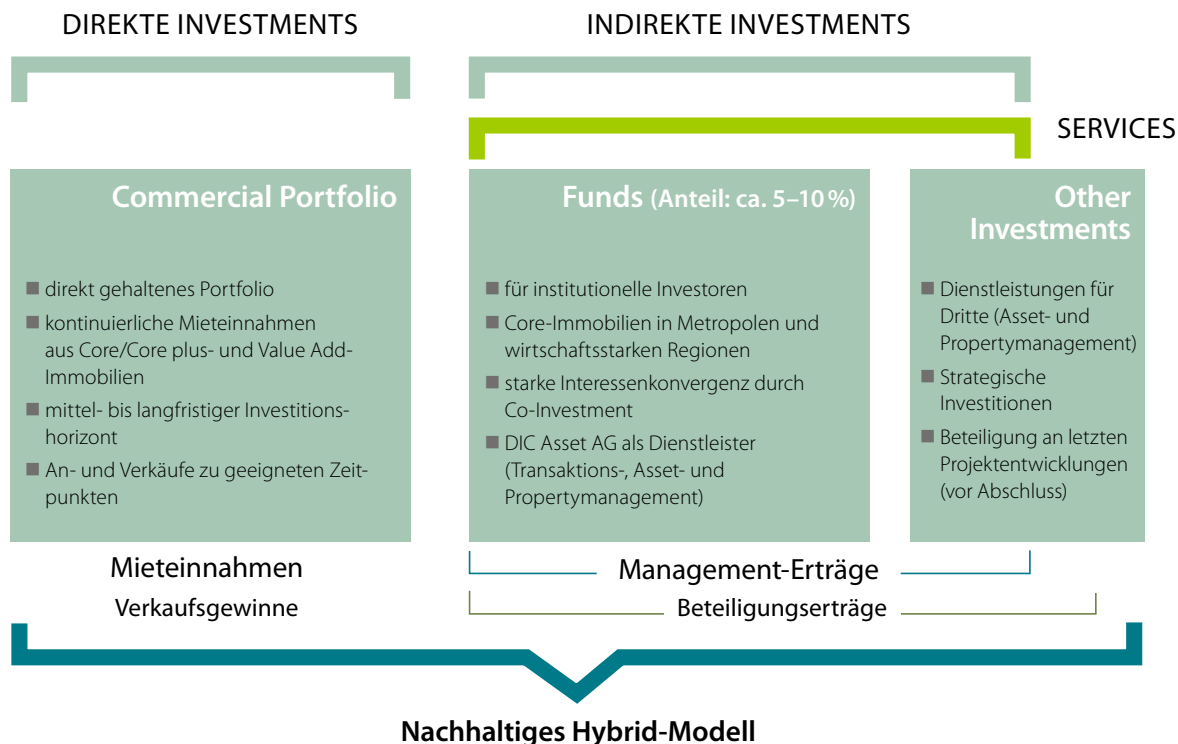 DIREKTE INVESTMENTS
INDIREKTE INVESTMENTS
SERVICES
Commercial Portfolio
■ direkt gehaltenes Portfolio
■ kontinuierliche Mieteinnahmen
aus Core/Core plus- und Value Add-
Immobilien
■ mittel- bis langfristiger Investitions-
horizont
■ An- und Verkäufe zu geeigneten Zeit-
punkten
Funds (Anteil: ca. 5–10 %)
■ für institutionelle Investoren
■ Core-Immobilien in Metropolen und
wirtschaftsstarken Regionen
■ starke Interessenkonvergenz durch
Co-Investment
■ DIC Asset AG als Dienstleister
(Transaktions-, Asset- und
Propertymanagement)
Other
Investments
■ Dienstleistungen für
Dritte (Asset- und
Propertymanagement)
■ Strategische
Investitionen
■ Beteiligung an letzten
Projektentwicklungen
(vor Abschluss)
Mieteinnahmen
Verkaufsgewinne
Management-Erträge
Beteiligungserträge
Nachhaltiges Hybrid-Modell